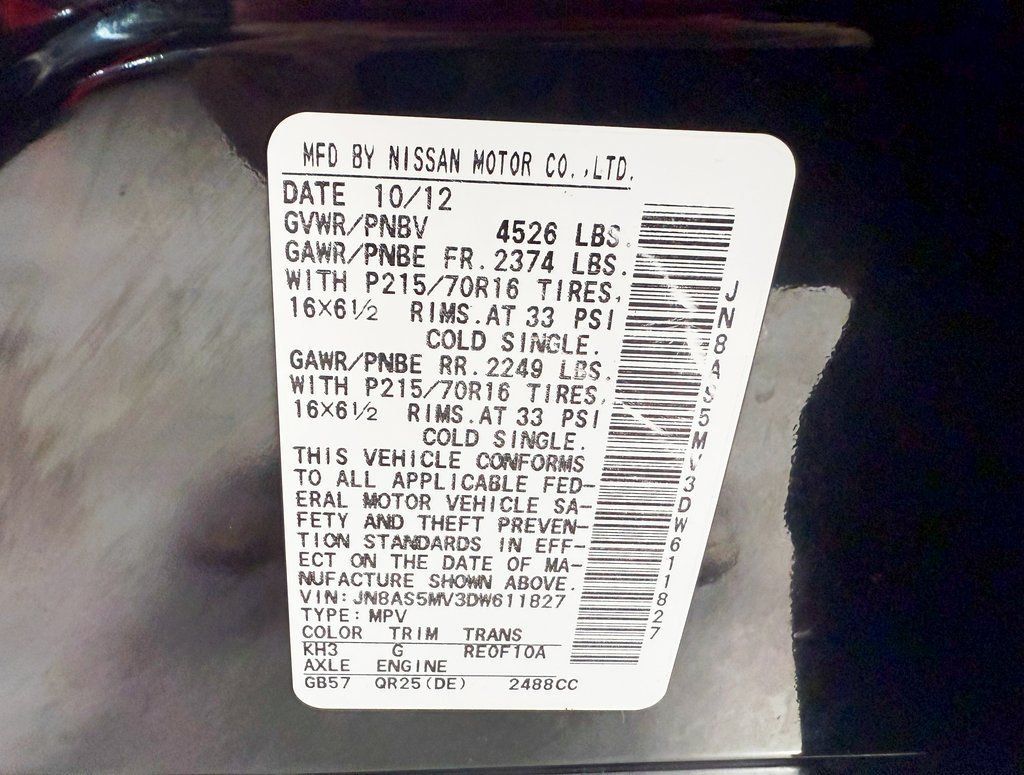 MFD BY NISSAN MOTOR CO.,LTD.
DATE 10/12
GVWR/PNBV 4526 LBS.
GAWR/PNBE FR. 2374 LBS.
WITH P215/70R16 TIRES,
16×6 1/2 RIMS. AT 33 PSI
COLD SINGLE.
GAWR/PNBE RR. 2249 LBS.
WITH P215/70R16 TIRES,
16×6 1/2 RIMS. AT 33 PSI
COLD SINGLE.
THIS VEHICLE CONFORMS
TO ALL APPLICABLE FED-
ERAL MOTOR VEHICLE SA-
FETY AND THEFT PREVEN-
TION STANDARDS IN EFF-
ECT ON THE DATE OF MA-
NUFACTURE SHOWN ABOVE.
VIN: JN8AS5MV3DW611827
TYPE: MPV
COLOR TRIM TRANS
KH3 G RE0F10A
AXLE ENGINE
GB57 QR25(DE) 2488CC
JN8AS5MV3DW611827